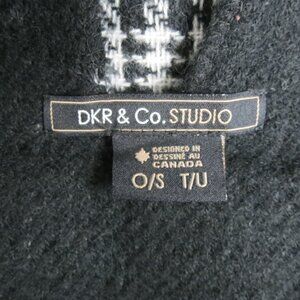 DKR & Co. STUDIO
DESIGNED IN
DESSINÉ AU
CANADA
O/S T/U